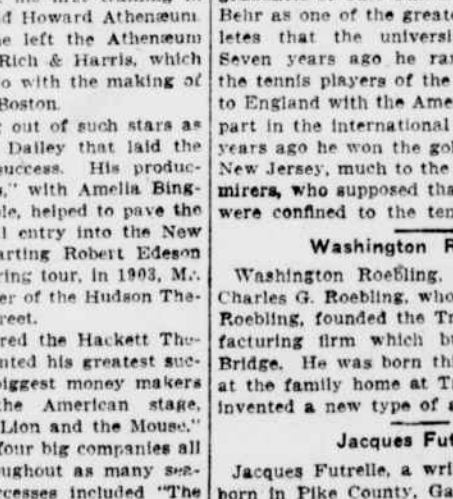 d Howard Athenæum
e left the Athenæum
Rich & Harris, which
o with the making of
Boston.
out of such stars as
Dailey that laid the
success. His produc-
," with Amelia Bing-
le, helped to pave the
l entry into the New
arting Robert Edeson
ring tour, in 1903, Mr.
er of the Hudson The-
reet.
red the Hackett The-
nted his greatest suc-
iggest money makers
the American stage,
Lion and the Mouse."
four big companies all
ughout as many sea-
cesses included "The
Behr as one of the greate
letes that the universi
Seven years ago he ran
the tennis players of the
to England with the Ame
part in the international
years ago he won the gol
New Jersey, much to the
mirers, who supposed tha
were confined to the ten
Washington R
Washington Roebling,
Charles G. Roebling, who
Roebling, founded the Tr
facturing firm which bu
Bridge. He was born thi
at the family home at Tr
invented a new type of a
Jacques Fut
Jacques Futrelle, a wri
born in Pike County, Ga